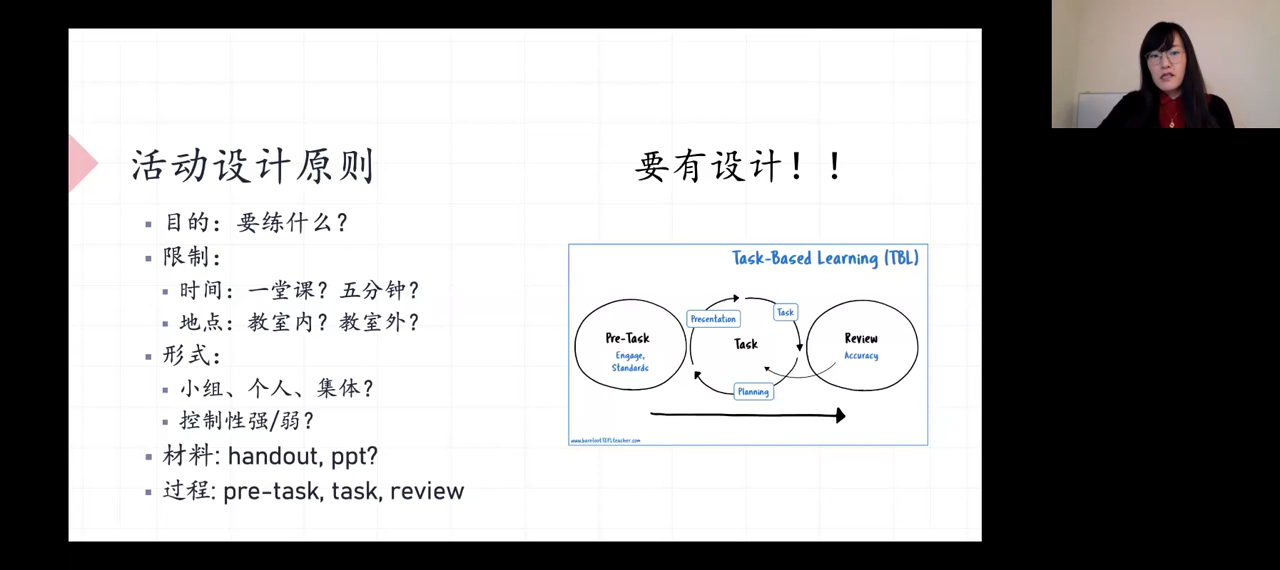 活动设计原则
要有设计！！
目的：要练什么？
限制：
时间：一堂课？五分钟？
地点：教室内？教室外？
形式：
小组、个人、集体？
控制性强/弱？
材料: handout, ppt?
过程: pre-task, task, review
Task-Based Learning (TBL)
Pre-Task
Engage,
Standards
Presentation
Task
Task
Planning
Review
Accuracy
www.barefootTEFLteacher.com